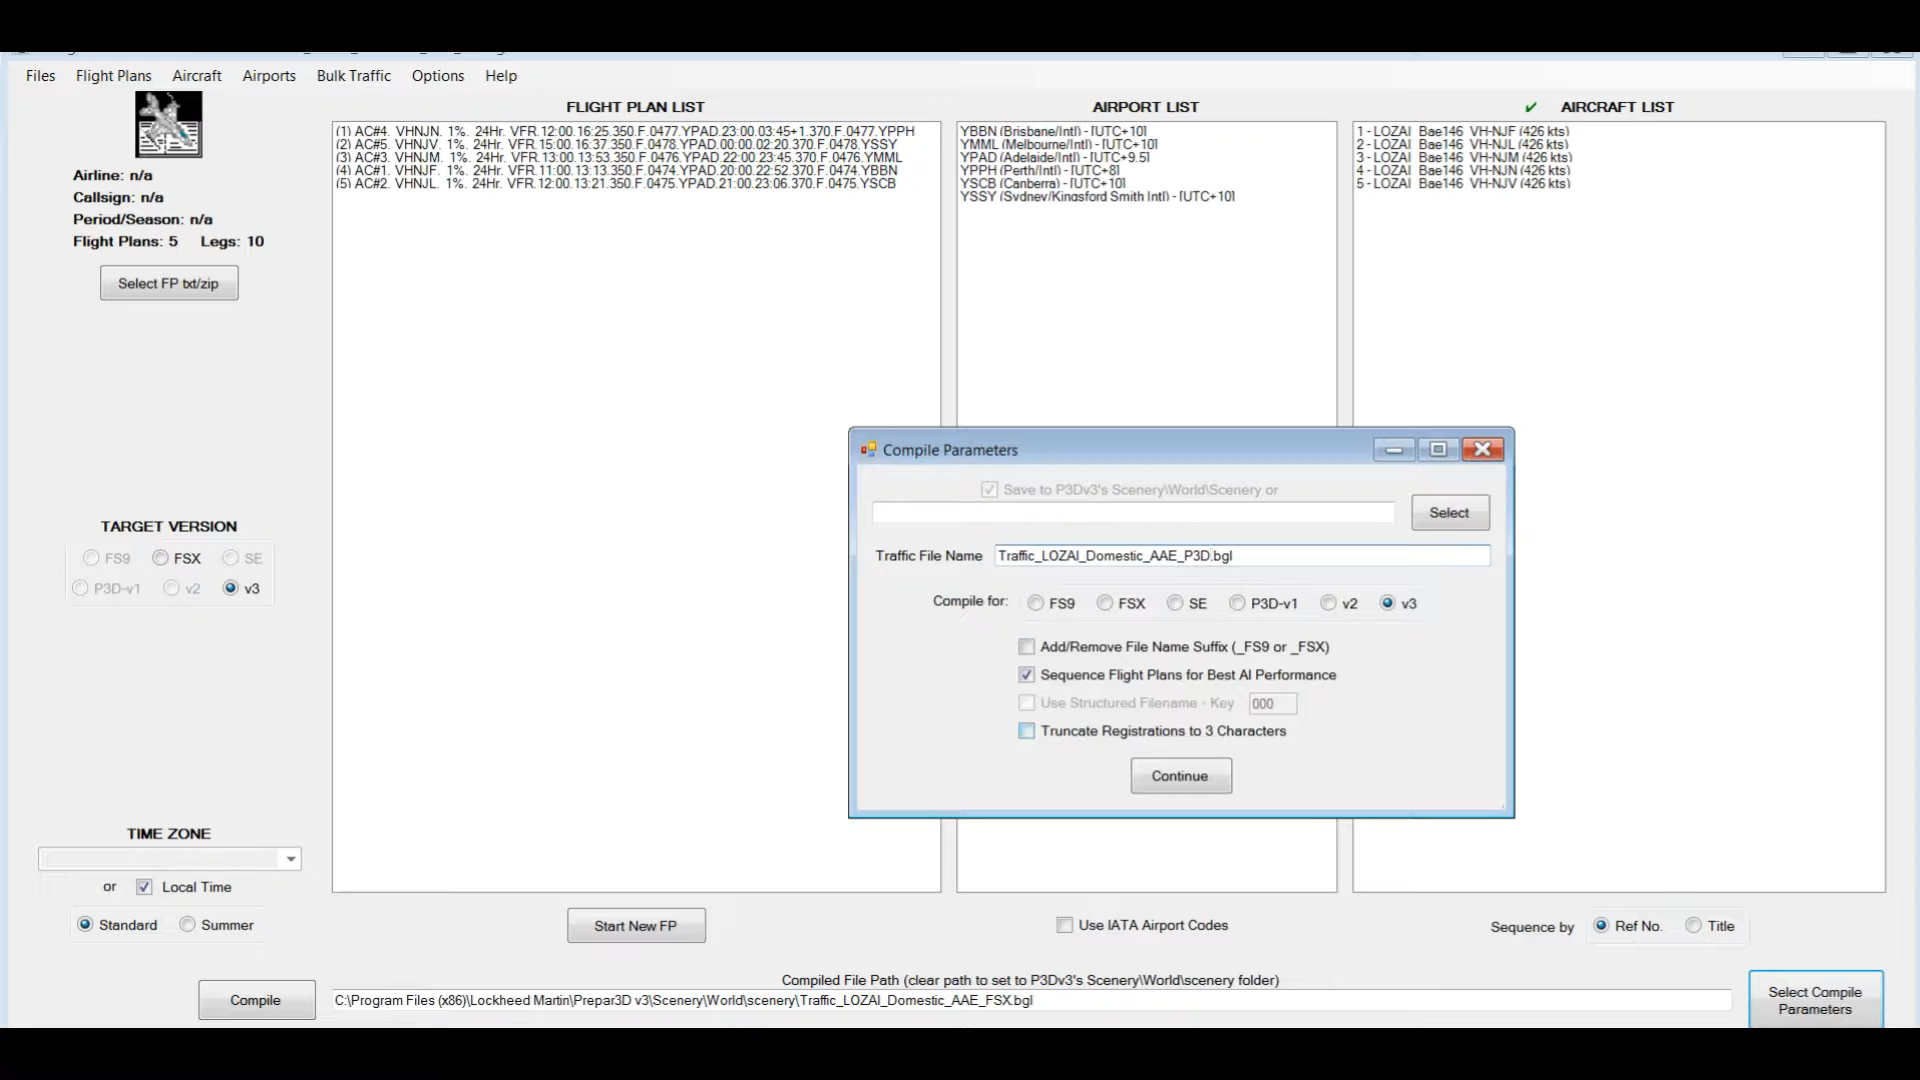 Files Flight Plans Aircraft Airports Bulk Traffic Options Help
Airline: n/a
Callsign: n/a
Period/Season: n/a
Flight Plans: 5 Legs: 10
Select FP txt/zip
TARGET VERSION
FS9 FSX SE
P3D-v1 v2 v3
TIME ZONE
or Local Time
Standard Summer
FLIGHT PLAN LIST
(1) AC#4. VHNJN. 1%. 24Hr. VFR.12:00.16:25.350.F.0477.YPAD.23:00.03:45+1.370.F.0477.YPPH
(2) AC#5. VHNJV. 1%. 24Hr. VFR.15:00.16:37.350.F.0478.YPAD.00:00.02:20.370.F.0478.YSSY
(3) AC#3. VHNJM. 1%. 24Hr. VFR.13:00.13:53.350.F.0476.YPAD.22:00.23:45.370.F.0476.YMML
(4) AC#1. VHNJF. 1%. 24Hr. VFR.11:00.13:13.350.F.0474.YPAD.20:00.22:52.370.F.0474.YBBN
(5) AC#2. VHNJL. 1%. 24Hr. VFR.12:00.13:21.350.F.0475.YPAD.21:00.23:06.370.F.0475.YSCB
AIRPORT LIST
YBBN (Brisbane/Intl) - [UTC+10]
YMML (Melbourne/Intl) - [UTC+10]
YPAD (Adelaide/Intl) - [UTC+9.5]
YPPH (Perth/Intl) - [UTC+8]
YSCB (Canberra) - [UTC+10]
YSSY (Sydney/Kingsford Smith Intl) - [UTC+10]
✔ AIRCRAFT LIST
1 - LOZAI Bae146 VH-NJF (426 kts)
2 - LOZAI Bae146 VH-NJL (426 kts)
3 - LOZAI Bae146 VH-NJM (426 kts)
4 - LOZAI Bae146 VH-NJN (426 kts)
5 - LOZAI Bae146 VH-NJV (426 kts)
Compile Parameters
Save to P3Dv3's Scenery\World\Scenery or
Select
Traffic File Name Traffic_LOZAI_Domestic_AAE_P3D.bgl
Compile for: FS9 FSX SE P3D-v1 v2 v3
Add/Remove File Name Suffix (_FS9 or _FSX)
Sequence Flight Plans for Best AI Performance
Use Structured Filename - Key 000
Truncate Registrations to 3 Characters
Continue
Start New FP
Use IATA Airport Codes
Sequence by Ref No. Title
Compiled File Path (clear path to set to P3Dv3's Scenery\World\scenery folder)
Compile
C:\Program Files (x86)\Lockheed Martin\Prepar3D v3\Scenery\World\scenery\Traffic_LOZAI_Domestic_AAE_FSX.bgl
Select Compile
Parameters